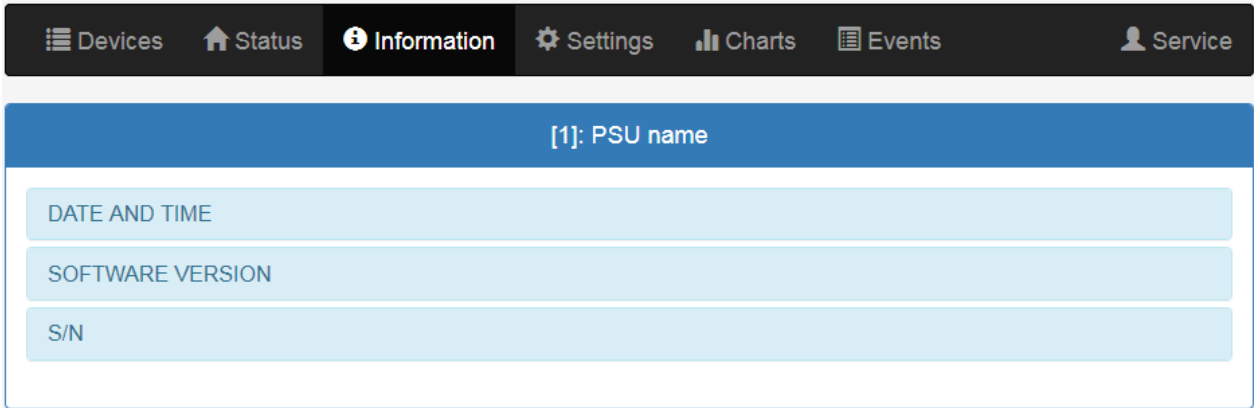 Devices Status Information Settings Charts Events Service
[1]: PSU name
DATE AND TIME
SOFTWARE VERSION
S/N